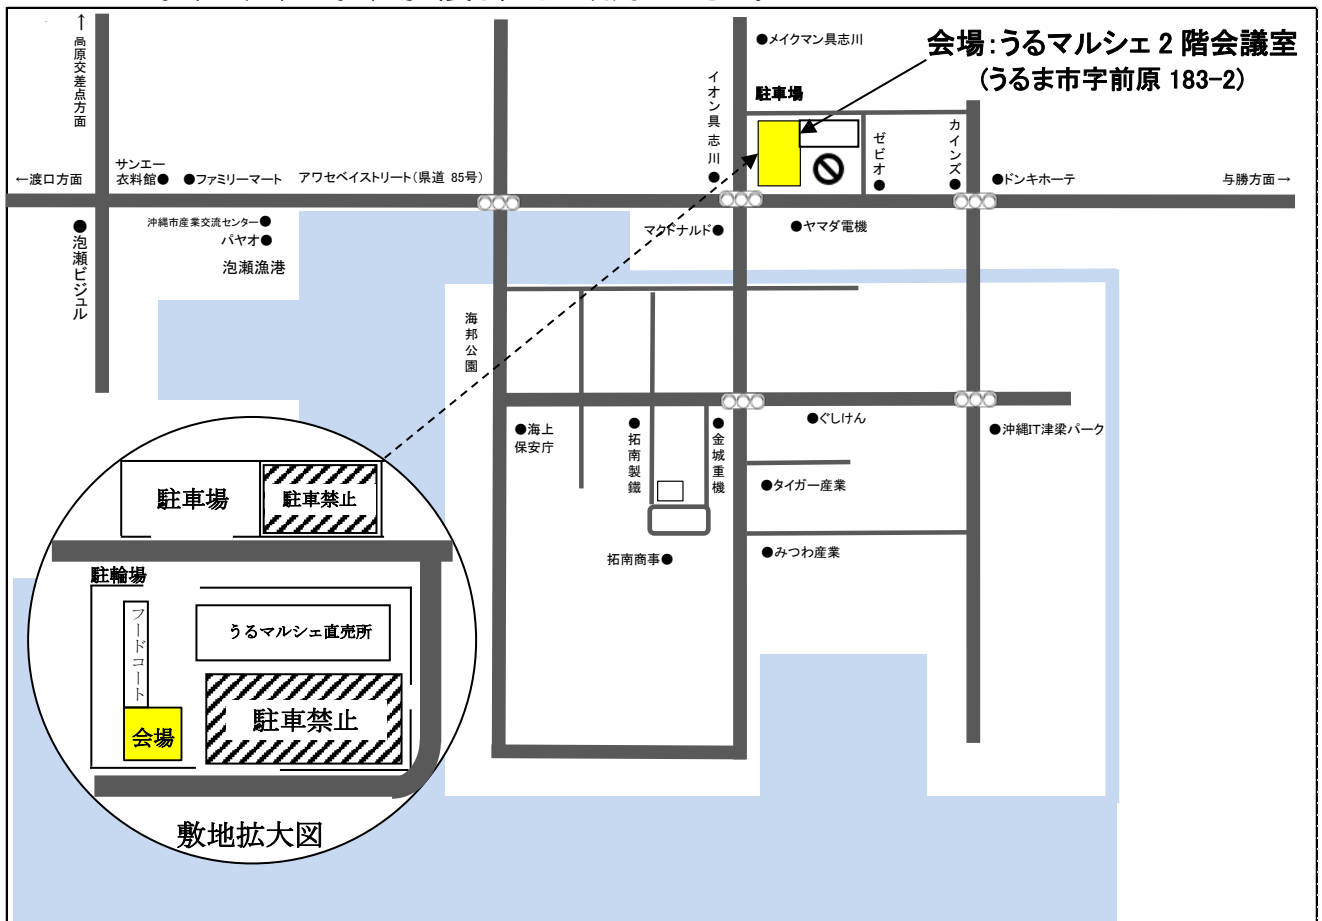 ↑高原交差点方面
●メイクマン具志川
会場：うるマルシェ２階会議室
(うるま市字前原 183-2)
駐車場
イオン具志川●
ゼビオ●
カインズ●
●ドンキホーテ
与勝方面→
←渡口方面
サンエー
衣料館●
●ファミリーマート
アワセベイストリート(県道 85号)
沖縄市産業交流センター●
パヤオ●
泡瀬漁港
●泡瀬ビジュル
マクドナルド●
●ヤマダ電機
海邦公園
●海上
保安庁
●拓南製鐵
●金城重機
●ぐしけん
●沖縄IT津梁パーク
●タイガー産業
拓南商事●
●みつわ産業
駐車場
駐車禁止
駐輪場
フードコート
うるマルシェ直売所
駐車禁止
会場
敷地拡大図